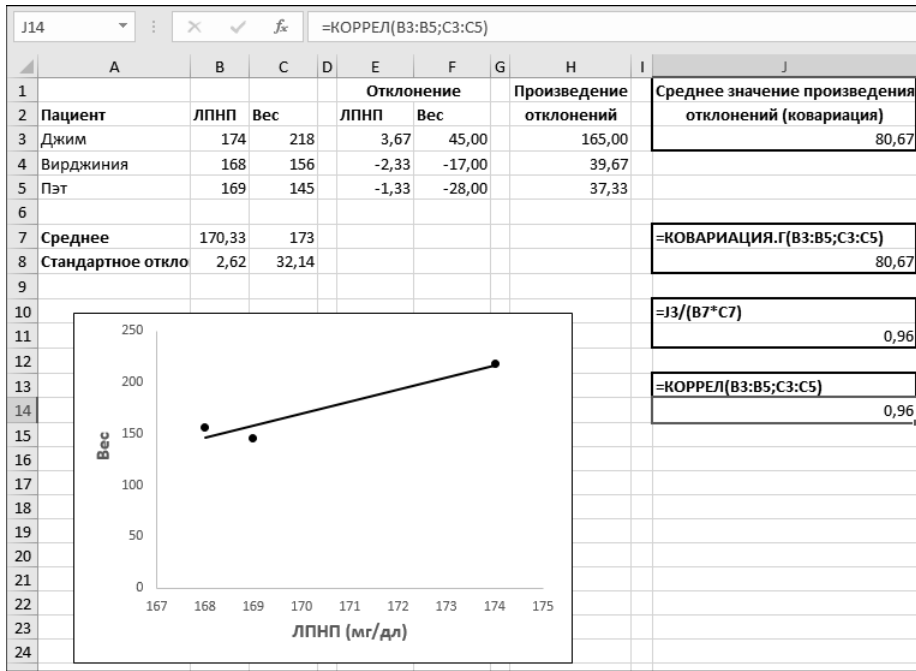 J14 fx =КОРРЕЛ(B3:B5;C3:C5)
A B C D E F G H I J
1 Отклонение Произведение Среднее значение произведения
2 Пациент ЛПНП Вес ЛПНП Вес отклонений отклонений (ковариация)
3 Джим 174 218 3,67 45,00 165,00 80,67
4 Вирджиния 168 156 -2,33 -17,00 39,67
5 Пэт 169 145 -1,33 -28,00 37,33
6
7 Среднее 170,33 173 =КОВАРИАЦИЯ.Г(B3:B5;C3:C5)
8 Стандартное откло 2,62 32,14 80,67
9
10 =J3/(B7*C7)
11 0,96
12
13 =КОРРЕЛ(B3:B5;C3:C5)
14 0,96
15
16
17
18
19
20
21
22
23
24
250
200
150
100
50
0
Вес
167 168 169 170 171 172 173 174 175
ЛПНП (мг/дл)